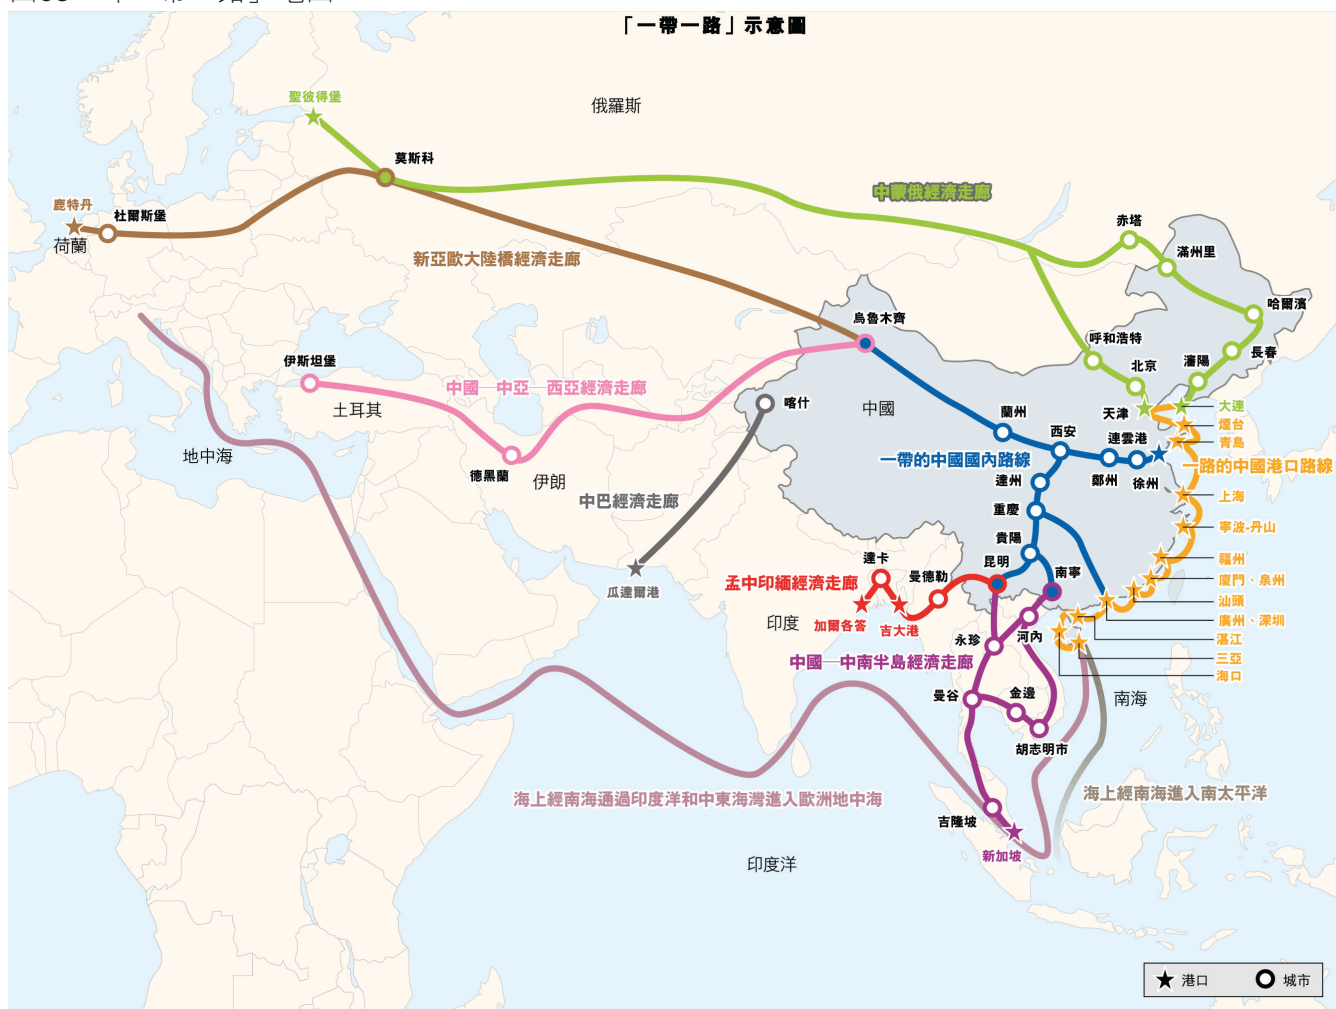 「一帶一路」示意圖
聖彼得堡
俄羅斯
莫斯科
中蒙俄經濟走廊
鹿特丹
杜爾斯堡
荷蘭
赤塔
滿州里
新亞歐大陸橋經濟走廊
哈爾濱
烏魯木齊
呼和浩特
長春
伊斯坦堡
北京
瀋陽
中國—中亞—西亞經濟走廊
土耳其
喀什
中國
蘭州
天津
大連
煙台
西安
連雲港
青島
地中海
德黑蘭
伊朗
一帶的中國國內路線
達州
鄭州
徐州
一路的中國港口路線
中巴經濟走廊
重慶
上海
寧波-丹山
貴陽
達卡
昆明
南寧
福州
孟中印緬經濟走廊
曼德勒
廈門、泉州
瓜達爾港
汕頭
印度
加爾各答
吉大港
廣州、深圳
永珍
河內
湛江
中國—中南半島經濟走廊
三亞
海口
曼谷
金邊
南海
胡志明市
海上經南海通過印度洋和中東海灣進入歐洲地中海
海上經南海進入南太平洋
吉隆坡
新加坡
印度洋
港口
城市